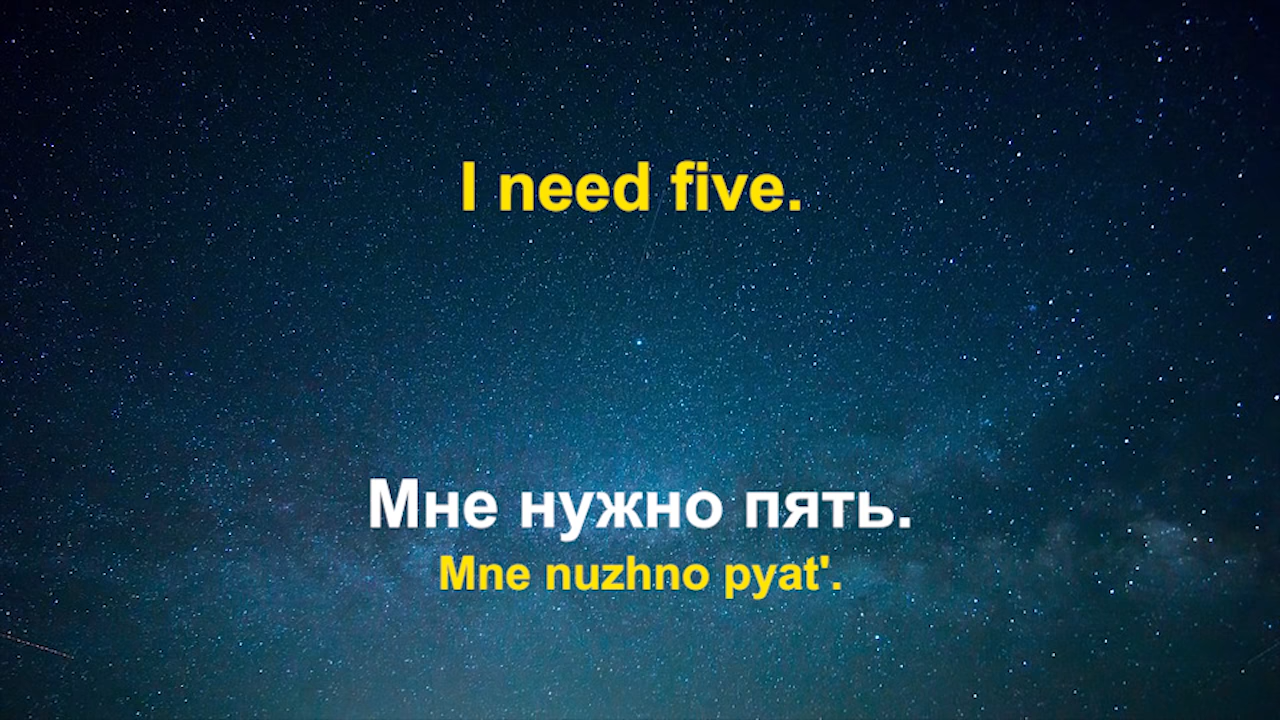 I need five.
Мне нужно пять.
Mne nuzhno pyat'.